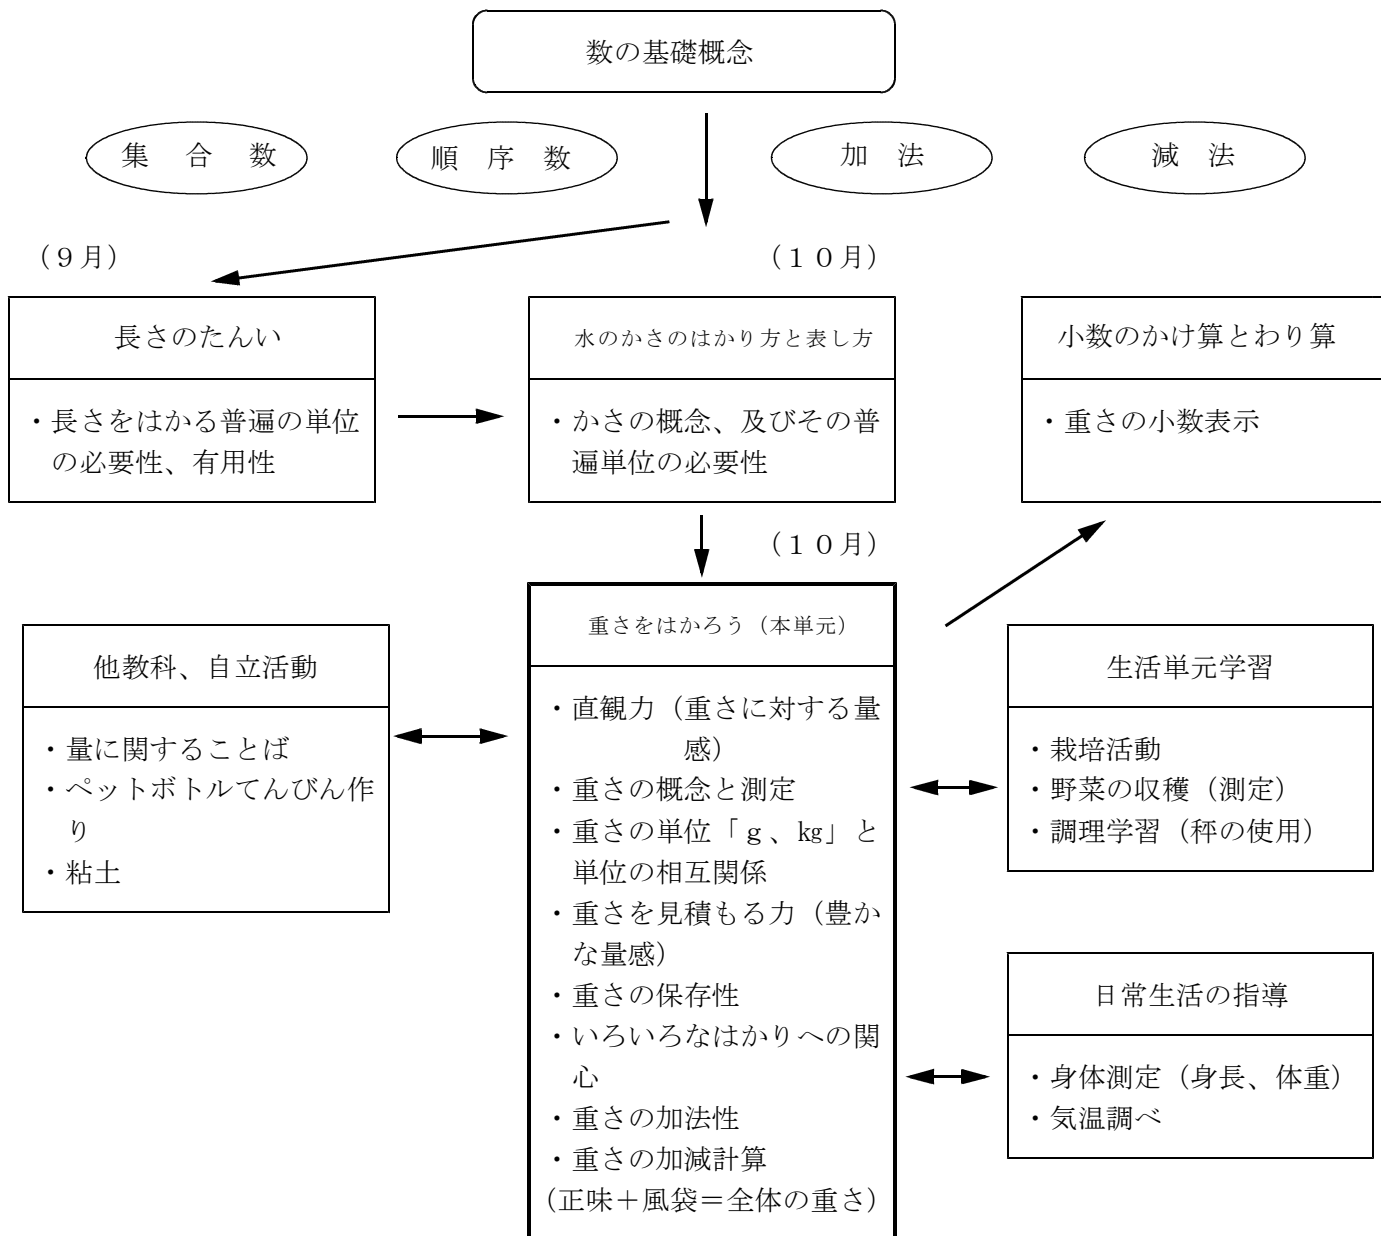 数の基礎概念
集　合　数
順　序　数
加　法
減　法
（９月）
（１０月）
長さのたんい
・長さをはかる普遍の単位
の必要性、有用性
水のかさのはかり方と表し方
・かさの概念、及びその普
遍単位の必要性
小数のかけ算とわり算
・重さの小数表示
（１０月）
重さをはかろう（本単元）
・直観力（重さに対する量
感）
・重さの概念と測定
・重さの単位「ｇ、㎏」と
単位の相互関係
・重さを見積もる力（豊か
な量感）
・重さの保存性
・いろいろなはかりへの関
心
・重さの加法性
・重さの加減計算
（正味＋風袋＝全体の重さ）
他教科、自立活動
・量に関することば
・ペットボトルてんびん作
り
・粘土
生活単元学習
・栽培活動
・野菜の収穫（測定）
・調理学習（秤の使用）
日常生活の指導
・身体測定（身長、体重）
・気温調べ